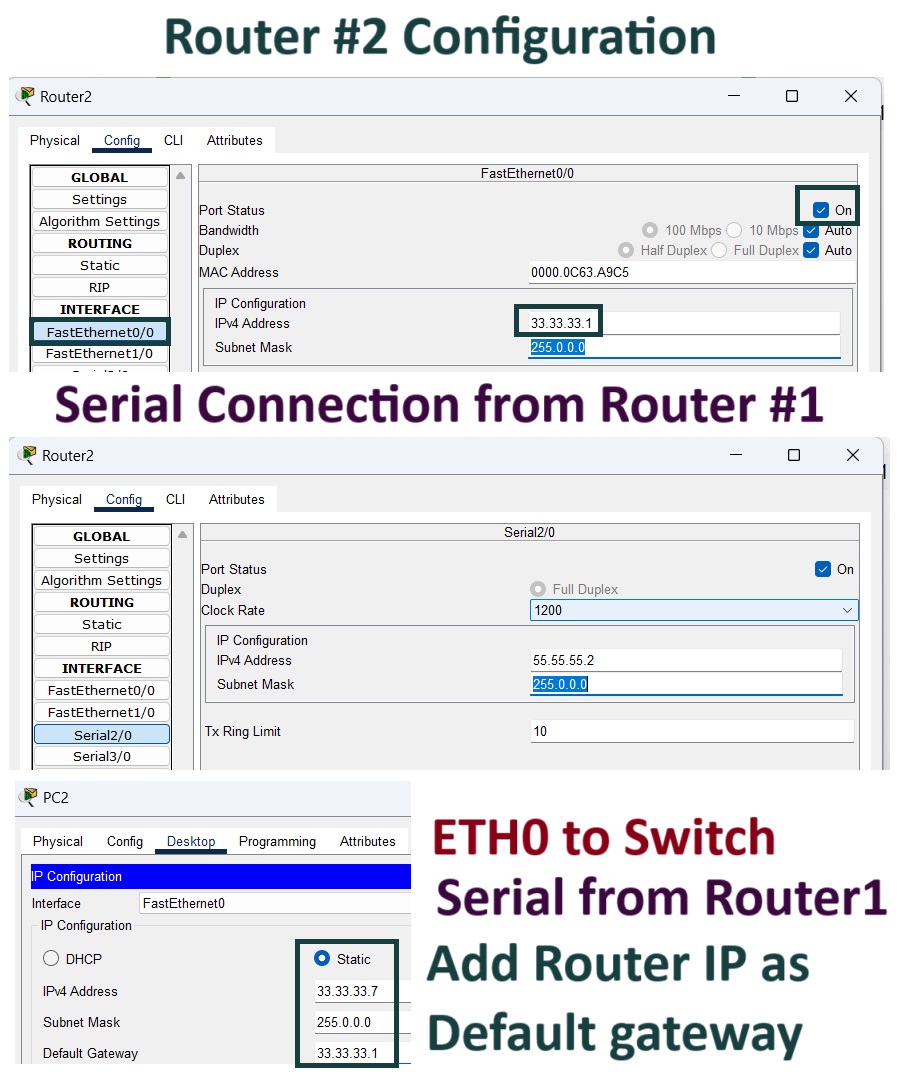 Router #2 Configuration
Router2
Physical Config CLI Attributes
GLOBAL
Settings
Algorithm Settings
ROUTING
Static
RIP
INTERFACE
FastEthernet0/0
FastEthernet1/0
FastEthernet0/0
Port Status On
Bandwidth 100 Mbps 10 Mbps Auto
Duplex Half Duplex Full Duplex Auto
MAC Address 0000.0C63.A9C5
IP Configuration
IPv4 Address 33.33.33.1
Subnet Mask 255.0.0.0
Serial Connection from Router #1
Router2
Physical Config CLI Attributes
GLOBAL
Settings
Algorithm Settings
ROUTING
Static
RIP
INTERFACE
FastEthernet0/0
FastEthernet1/0
Serial2/0
Serial3/0
Serial2/0
Port Status On
Duplex Full Duplex
Clock Rate 1200
IP Configuration
IPv4 Address 55.55.55.2
Subnet Mask 255.0.0.0
Tx Ring Limit 10
PC2
Physical Config Desktop Programming Attributes
IP Configuration
Interface FastEthernet0
IP Configuration
DHCP Static
IPv4 Address 33.33.33.7
Subnet Mask 255.0.0.0
Default Gateway 33.33.33.1
ETH0 to Switch
Serial from Router1
Add Router IP as
Default gateway